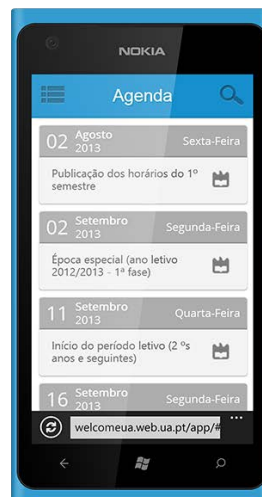 NOKIA
Agenda
02 Agosto 2013 Sexta-Feira
Publicação dos horários do 1º
semestre
02 Setembro 2013 Segunda-Feira
Época especial (ano letivo
2012/2013 - 1ª fase)
11 Setembro 2013 Quarta-Feira
Início do período letivo (2 ºs
anos e seguintes)
16 Setembro 2013 Segunda-Feira
welcomeua.web.ua.pt/app/#